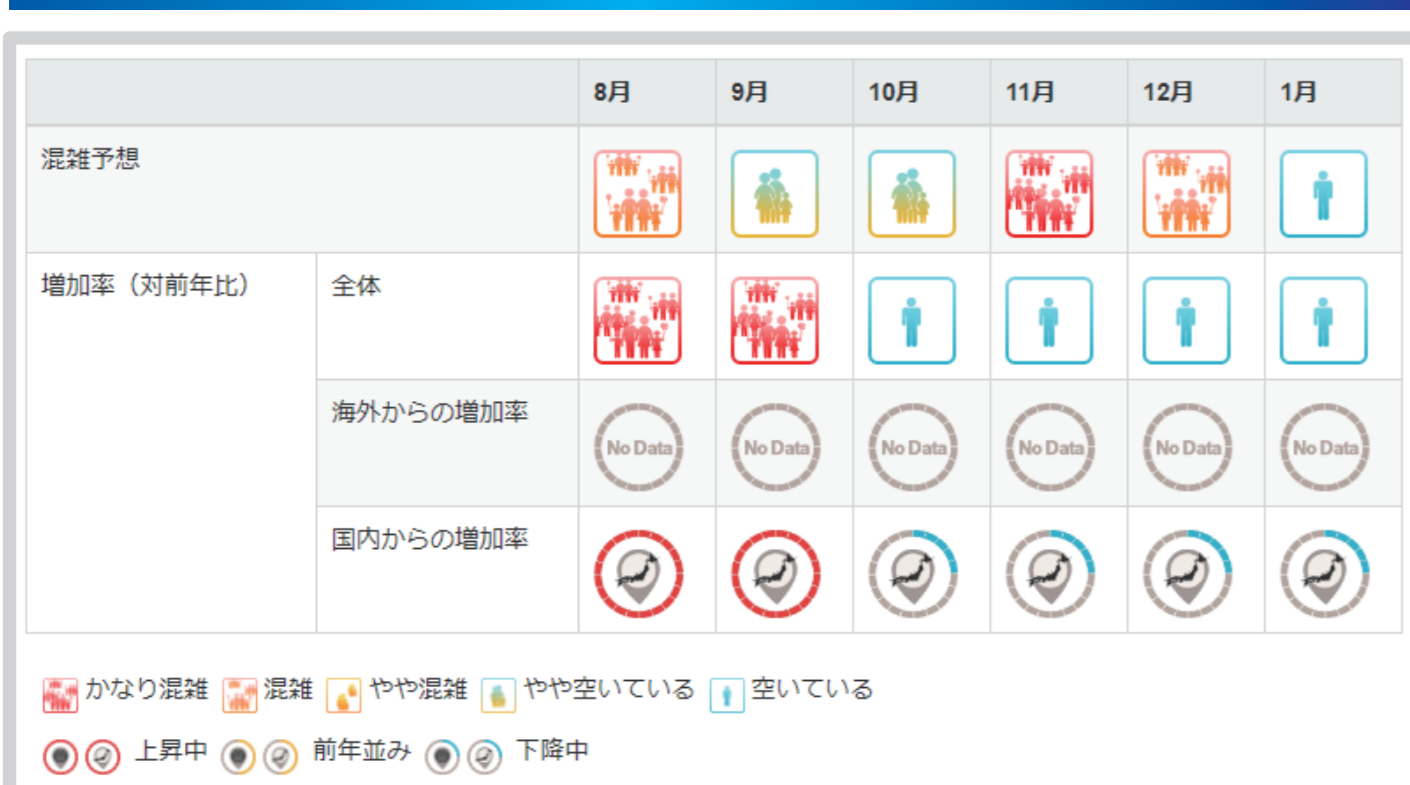 8月 9月 10月 11月 12月 1月
混雑予想
増加率（対前年比） 全体
海外からの増加率 No Data No Data No Data No Data No Data No Data
国内からの増加率
かなり混雑 混雑 やや混雑 やや空いている 空いている
上昇中 前年並み 下降中